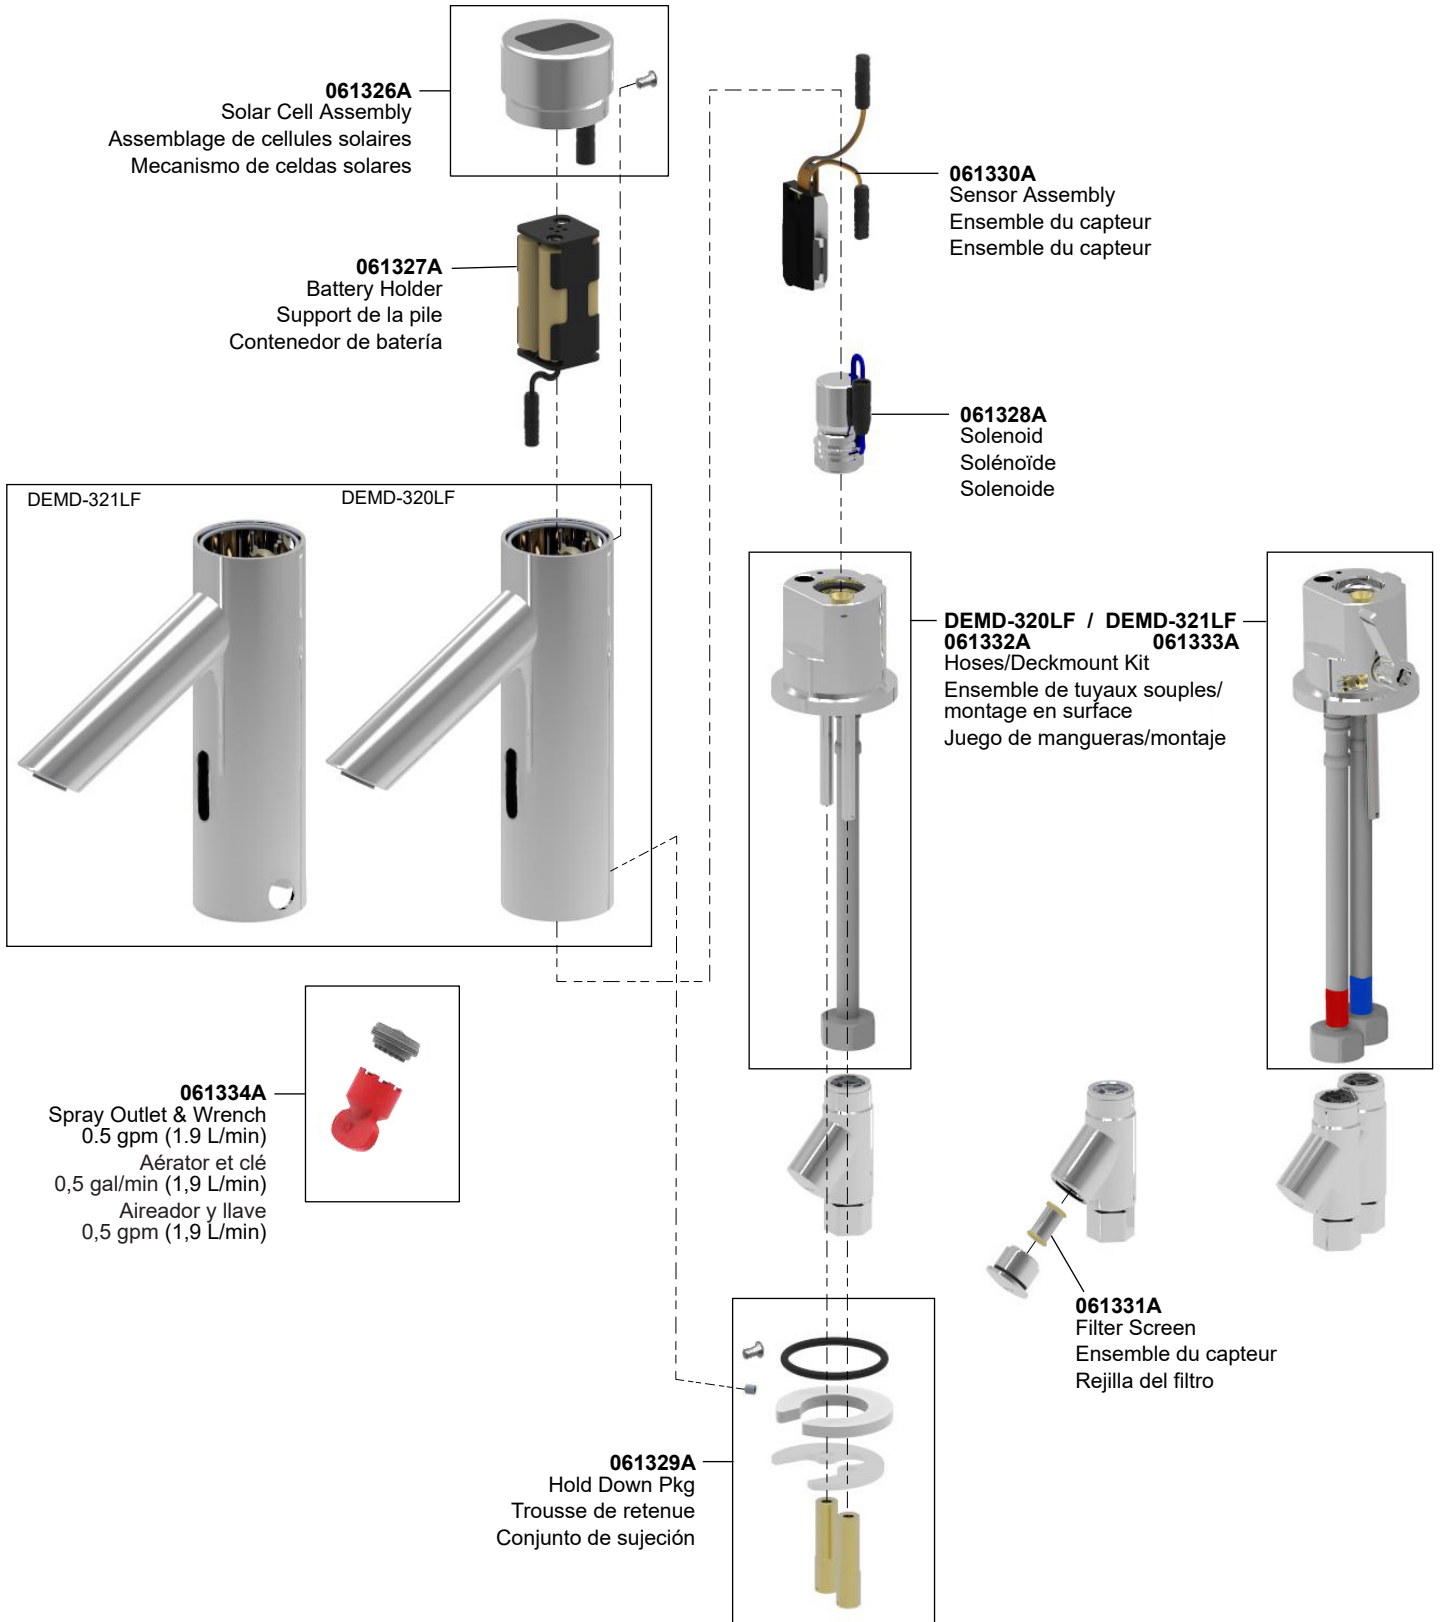 061326A
Solar Cell Assembly
Assemblage de cellules solaires
Mecanismo de celdas solares
061330A
Sensor Assembly
Ensemble du capteur
Ensemble du capteur
061327A
Battery Holder
Support de la pile
Contenedor de batería
061328A
Solenoid
Solénoïde
Solenoide
DEMD-321LF
DEMD-320LF
DEMD-320LF / DEMD-321LF
061332A 061333A
Hoses/Deckmount Kit
Ensemble de tuyaux souples/
montage en surface
Juego de mangueras/montaje
061334A
Spray Outlet & Wrench
0.5 gpm (1.9 L/min)
Aérator et clé
0,5 gal/min (1,9 L/min)
Aireador y llave
0,5 gpm (1,9 L/min)
061331A
Filter Screen
Ensemble du capteur
Rejilla del filtro
061329A
Hold Down Pkg
Trousse de retenue
Conjunto de sujeción